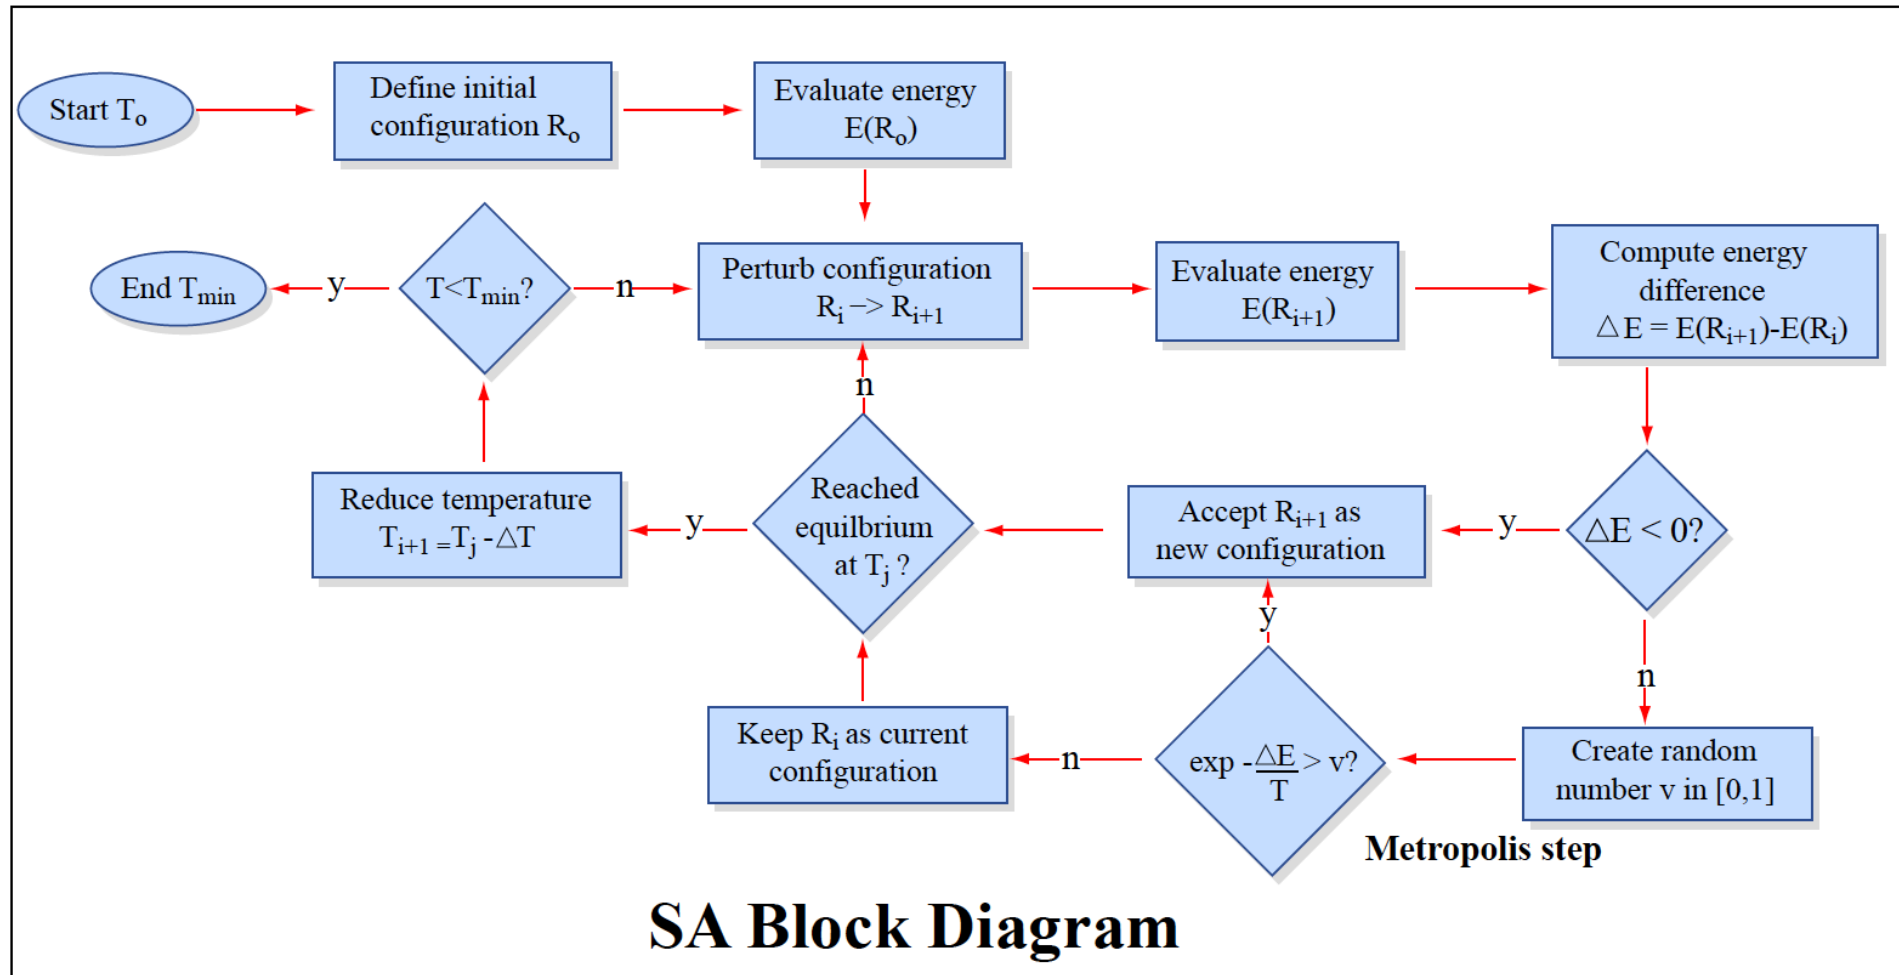 Start T₀
Define initial
configuration R₀
Evaluate energy
E(R₀)
End Tmin
y
T<Tmin?
n
Perturb configuration
Rᵢ –> Rᵢ₊₁
Evaluate energy
E(Rᵢ₊₁)
Compute energy
difference
△E = E(Rᵢ₊₁)-E(Rᵢ)
n
Reduce temperature
Tᵢ₊₁ = Tⱼ - △T
y
Reached
equilbrium
at Tⱼ ?
Accept Rᵢ₊₁ as
new configuration
y
△E < 0?
y
n
Keep Rᵢ as current
configuration
n
exp -△E/T > v?
Create random
number v in [0,1]
Metropolis step
SA Block Diagram